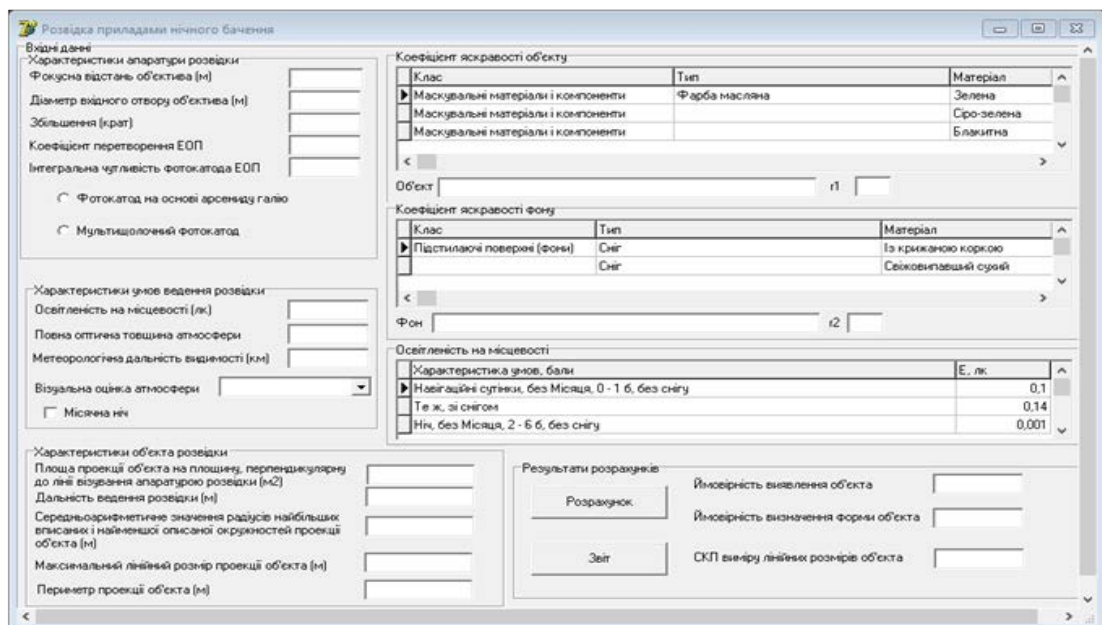 Розвідка приладами нічного бачення
Вхідні данні
Характеристики апаратури розвідки
Фокусна відстань об'єктива (м)
Діаметр вхідного отвору об'єктива (м)
Збільшення (крат)
Коефіцієнт перетворення ЕОП
Інтегральна чутливість фотокатода ЕОП
Фотокатод на основі арсениду галію
Мультищолочний фотокатод
Характеристики умов ведення розвідки
Освітленість на місцевості (лк)
Повна оптична товщина атмосфери
Метеорологічна дальність видимості (км)
Візуальна оцінка атмосфери
Місячна ніч
Коефіцієнт яскравості об'єкту
Клас Тип Матеріал
Маскувальні матеріали і компоненти Фарба масляна Зелена
Маскувальні матеріали і компоненти Сіро-зелена
Маскувальні матеріали і компоненти Блакитна
Об'єкт r1
Коефіцієнт яскравості фону
Клас Тип Матеріал
Підстилаючі поверхні (фони) Сніг Із крижаною коркою
Сніг Свіжовипавший сухий
Фон r2
Освітленість на місцевості
Характеристика умов, бали Е, лк
Навігаційні сутінки, без Місяця, 0 - 1 б, без снігу 0,1
Те ж, зі снігом 0,14
Ніч, без Місяця, 2 - 6 б, без снігу 0,001
Характеристики об'єкта розвідки
Площа проекції об'єкта на площину, перпендикулярну
до лінії візування апаратурою розвідки (м2)
Дальність ведення розвідки (м)
Середньоарифметичне значення радіусів найбільших
вписаних і найменшої описаної окружностей проекції
об'єкта (м)
Максимальний лінійний розмір проекції об'єкта (м)
Периметр проекції об'єкта (м)
Результати розрахунків
Розрахунок
Звіт
Ймовірність виявлення об'єкта
Ймовірність визначення форми об'єкта
СКП виміру лінійних розмірів об'єкта